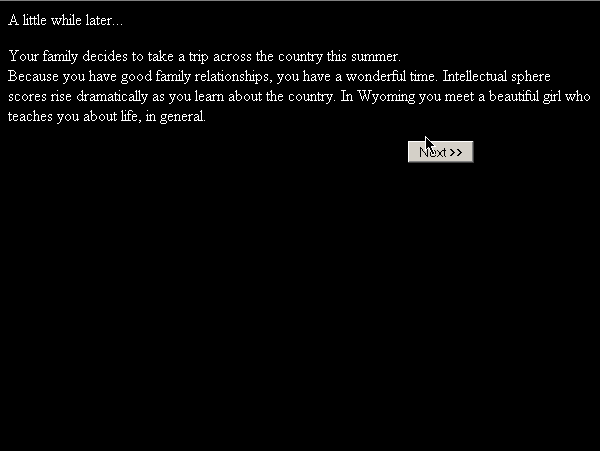 A little while later...
Your family decides to take a trip across the country this summer.
Because you have good family relationships, you have a wonderful time. Intellectual sphere
scores rise dramatically as you learn about the country. In Wyoming you meet a beautiful girl who
teaches you about life, in general.
Next >>